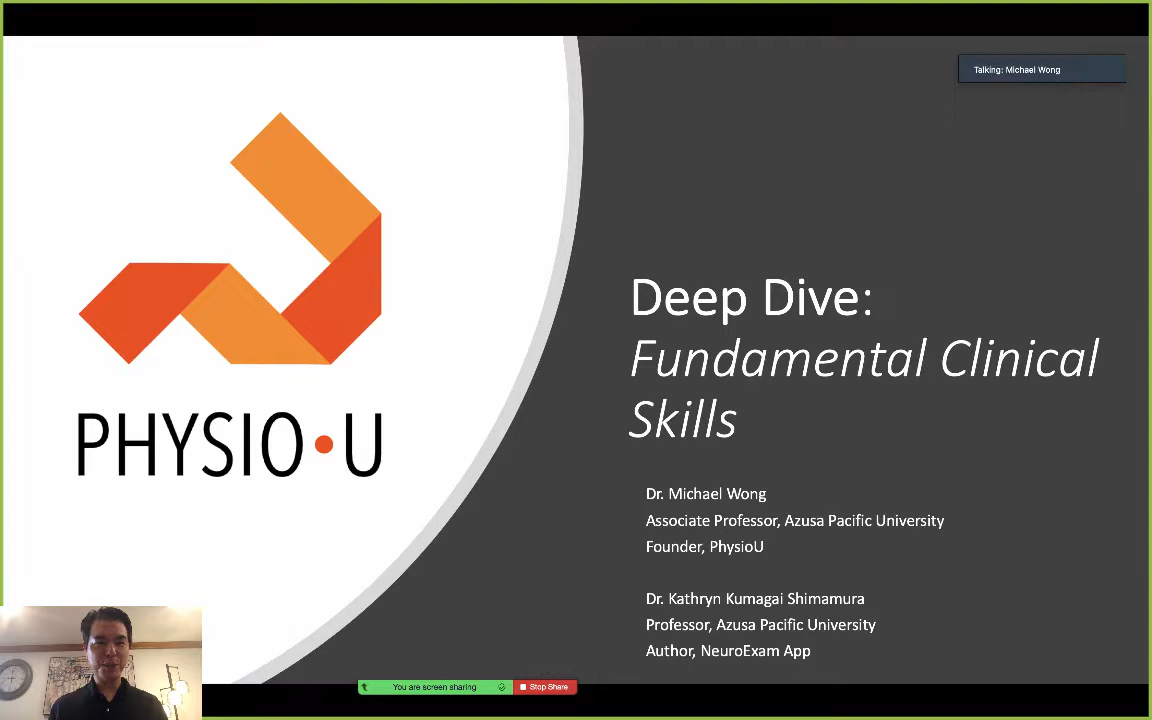 Talking: Michael Wong
PHYSIO•U
Deep Dive:
Fundamental Clinical
Skills
Dr. Michael Wong
Associate Professor, Azusa Pacific University
Founder, PhysioU
Dr. Kathryn Kumagai Shimamura
Professor, Azusa Pacific University
Author, NeuroExam App
You are screen sharing
Stop Share